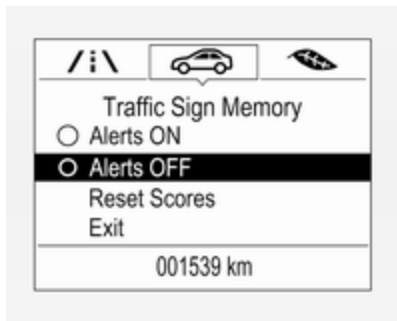 Traffic Sign Memory
Alerts ON
Alerts OFF
Reset Scores
Exit
001539 km